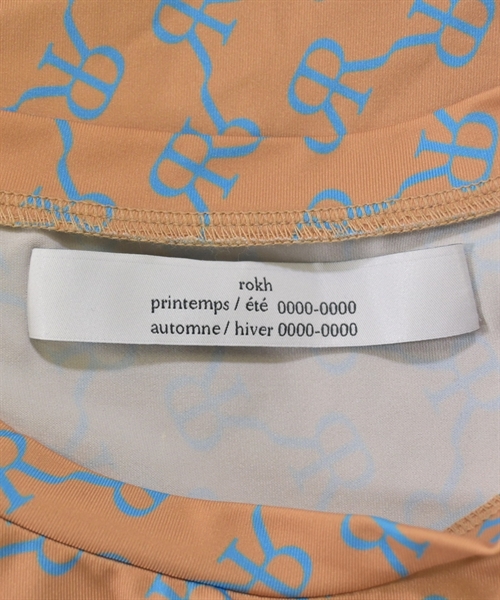 rokh
printemps / été 0000-0000
automne / hiver 0000-0000